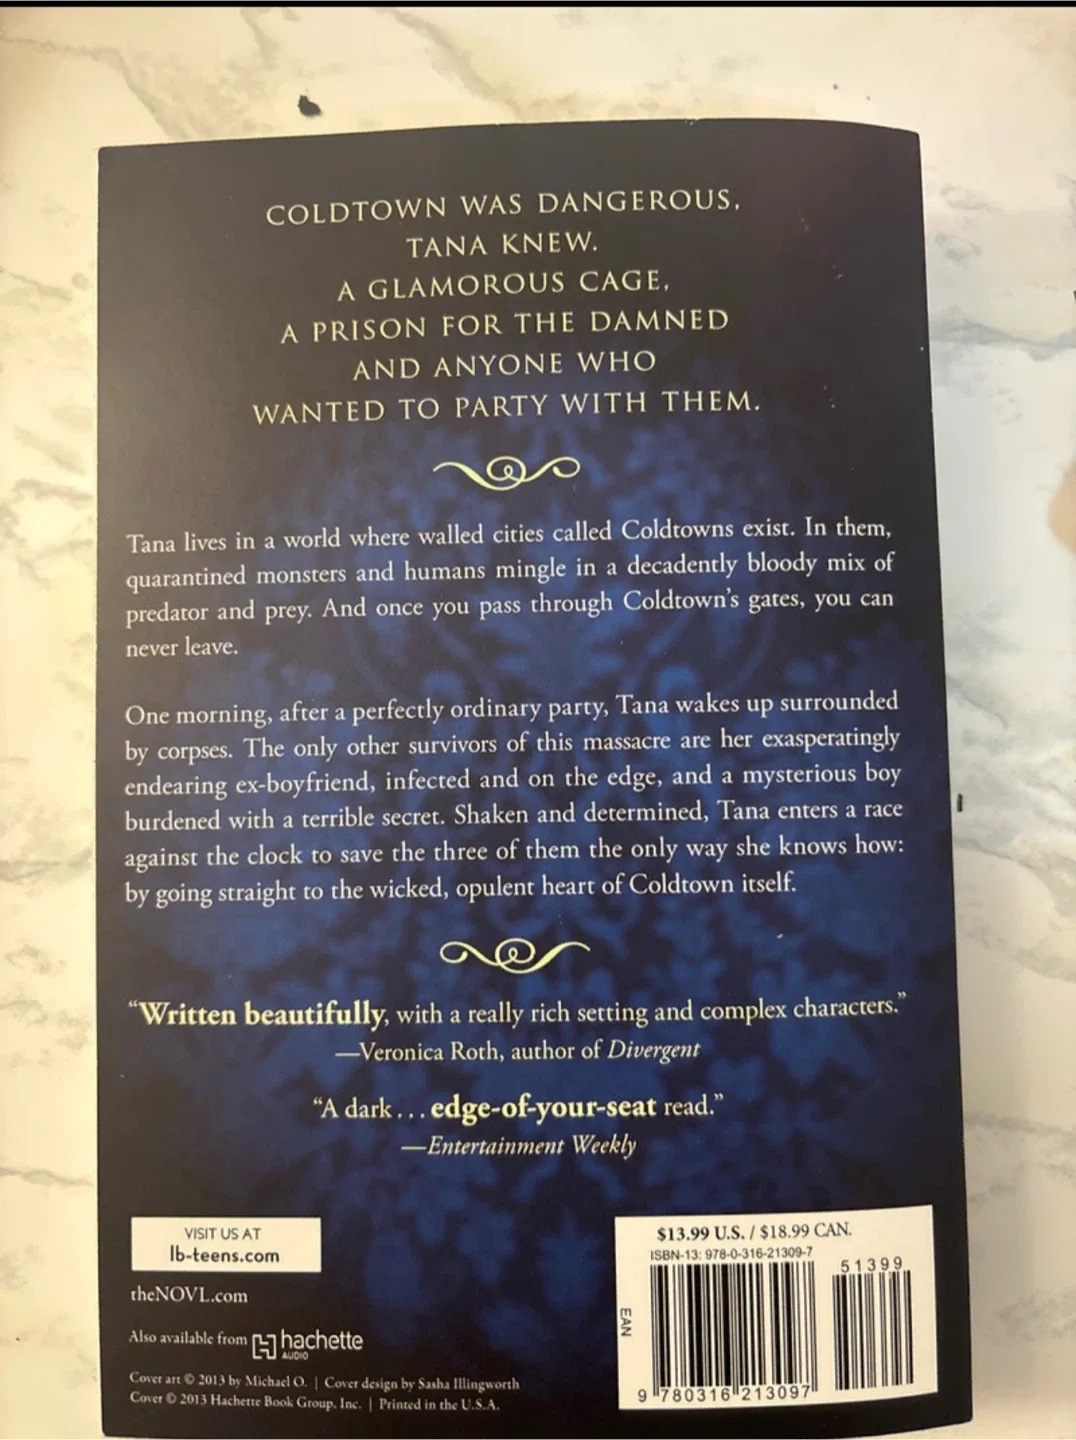 COLDTOWN WAS DANGEROUS,
TANA KNEW.
A GLAMOROUS CAGE,
A PRISON FOR THE DAMNED
AND ANYONE WHO
WANTED TO PARTY WITH THEM.
Tana lives in a world where walled cities called Coldtowns exist. In them,
quarantined monsters and humans mingle in a decadently bloody mix of
predator and prey. And once you pass through Coldtown's gates, you can
never leave.
One morning, after a perfectly ordinary party, Tana wakes up surrounded
by corpses. The only other survivors of this massacre are her exasperatingly
endearing ex-boyfriend, infected and on the edge, and a mysterious boy
burdened with a terrible secret. Shaken and determined, Tana enters a race
against the clock to save the three of them the only way she knows how:
by going straight to the wicked, opulent heart of Coldtown itself.
"Written beautifully, with a really rich setting and complex characters."
—Veronica Roth, author of Divergent
"A dark . . . edge-of-your-seat read."
—Entertainment Weekly
VISIT US AT
lb-teens.com
theNOVL.com
Also available from hachette
AUDIO
Cover art © 2013 by Michael O. | Cover design by Sasha Illingworth
Cover © 2013 Hachette Book Group, Inc. | Printed in the U.S.A.
$13.99 U.S. / $18.99 CAN.
ISBN-13: 978-0-316-21309-7
51399
EAN
9 780316 213097